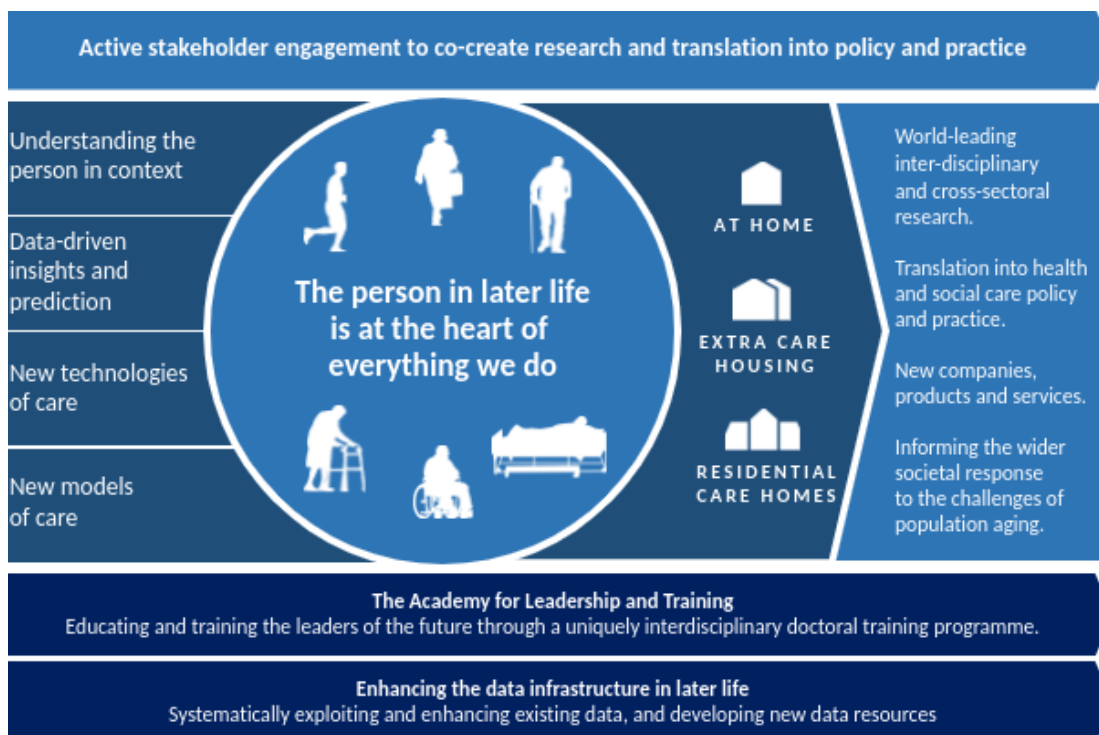 Active stakeholder engagement to co-create research and translation into policy and practice
Understanding the
person in context
Data-driven
insights and
prediction
New technologies
of care
New models
of care
The person in later life
is at the heart of
everything we do
AT HOME
EXTRA CARE
HOUSING
RESIDENTIAL
CARE HOMES
World-leading
inter-disciplinary
and cross-sectoral
research.
Translation into health
and social care policy
and practice.
New companies,
products and services.
Informing the wider
societal response
to the challenges of
population aging.
The Academy for Leadership and Training
Educating and training the leaders of the future through a uniquely interdisciplinary doctoral training programme.
Enhancing the data infrastructure in later life
Systematically exploiting and enhancing existing data, and developing new data resources